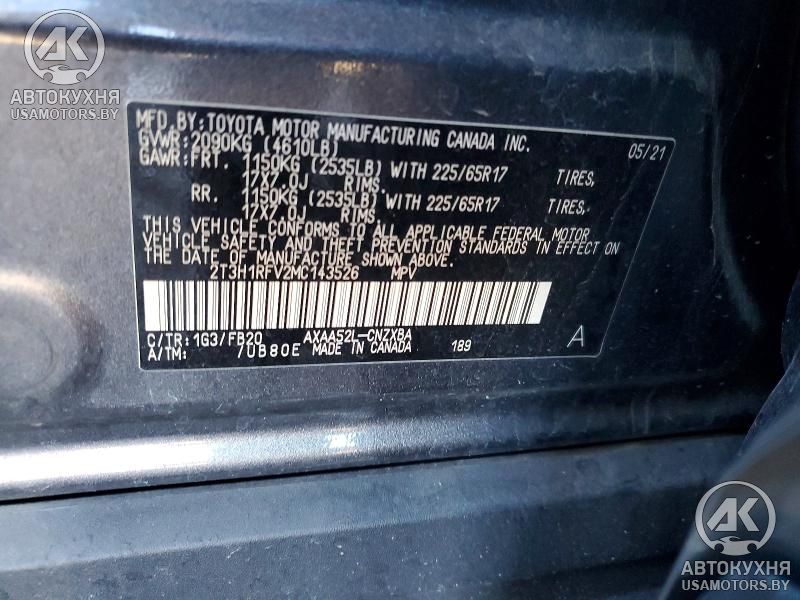 AK
АВТОКУХНЯ
USAMOTORS.BY
MFD.BY:TOYOTA MOTOR MANUFACTURING CANADA INC.
GVWR:2090KG (4610LB) 05/21
GAWR:FRT. 1150KG (2535LB) WITH 225/65R17 TIRES,
17X7.0J RIMS,
RR. 1150KG (2535LB) WITH 225/65R17 TIRES,
17X7.0J RIMS.
THIS VEHICLE CONFORMS TO ALL APPLICABLE FEDERAL MOTOR
VEHICLE SAFETY AND THEFT PREVENTION STANDARDS IN EFFECT ON
THE DATE OF MANUFACTURE SHOWN ABOVE.
2T3H1RFV2MC143526 MPV
C/TR:1G3/FB20 AXAA52L-CNZXBA A
A/TM: /UB80E MADE IN CANADA 189
AK
АВТОКУХНЯ
USAMOTORS.BY